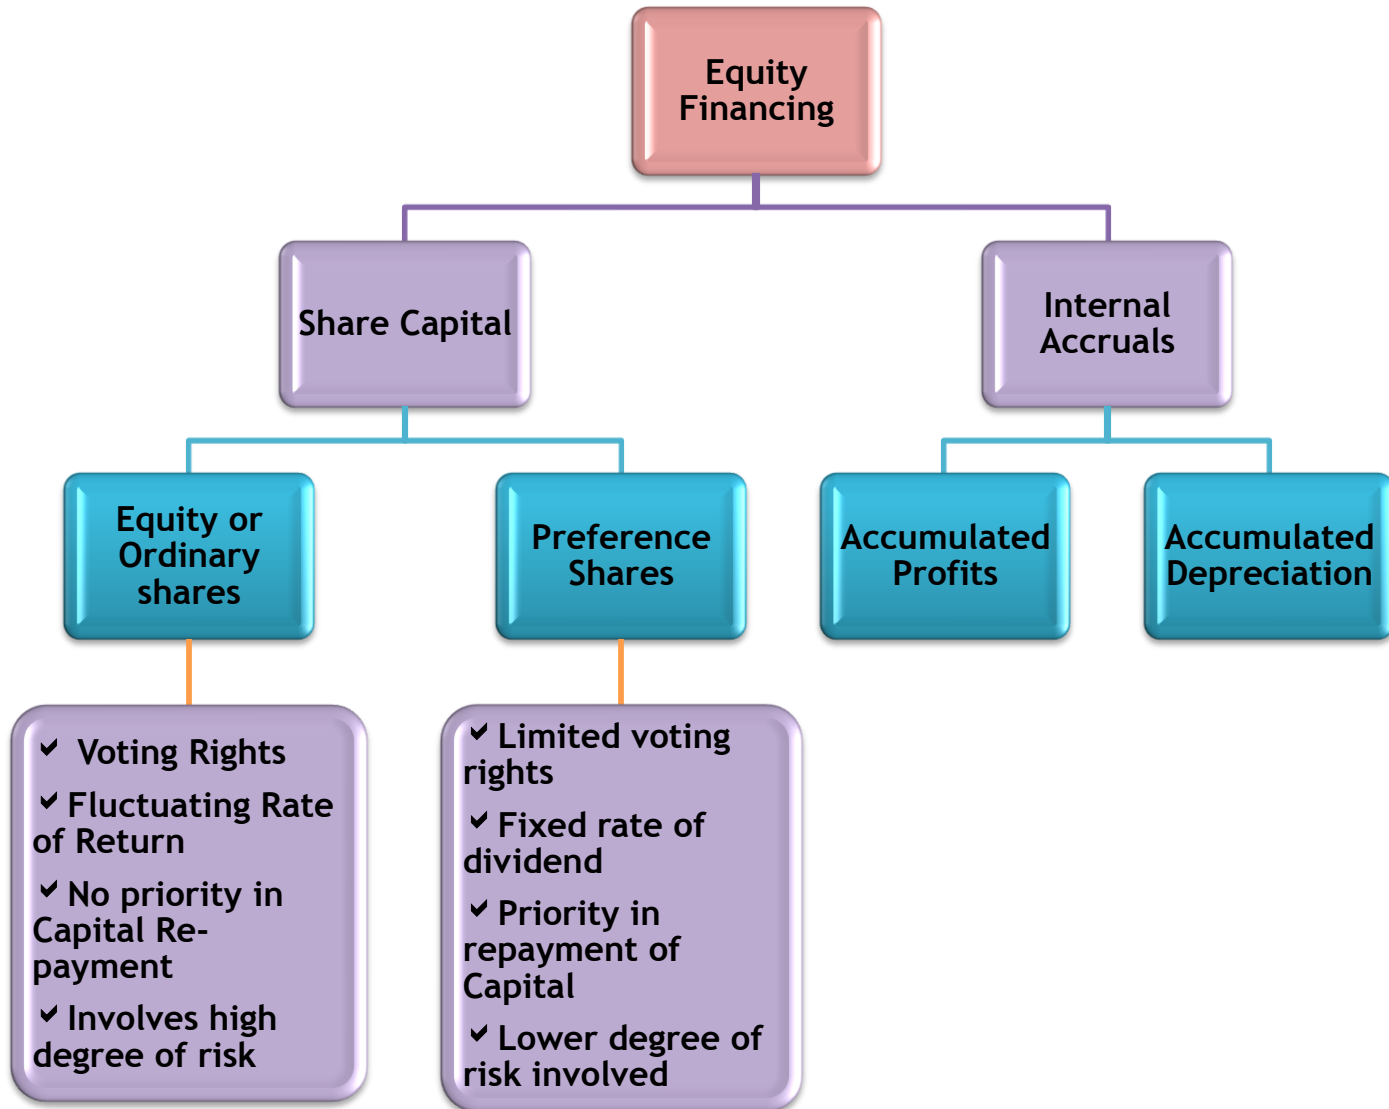 Equity
Financing
Share Capital
Internal
Accruals
Equity or
Ordinary
shares
Preference
Shares
Accumulated
Profits
Accumulated
Depreciation
✔ Voting Rights
✔ Fluctuating Rate
of Return
✔ No priority in
Capital Re-
payment
✔ Involves high
degree of risk
✔ Limited voting
rights
✔ Fixed rate of
dividend
✔ Priority in
repayment of
Capital
✔ Lower degree of
risk involved